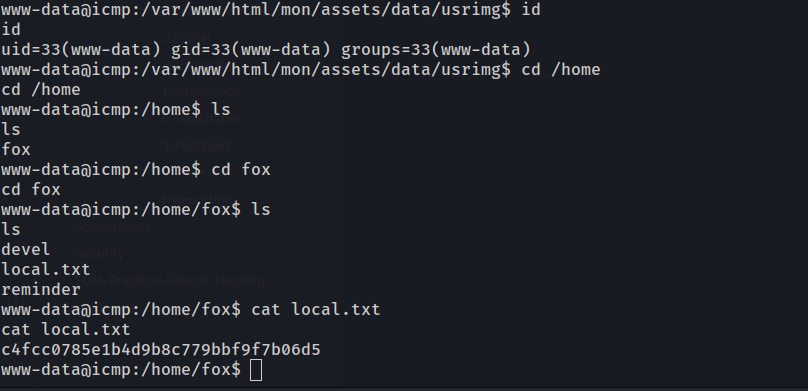 www-data@icmp:/var/www/html/mon/assets/data/usrimg$ id
id
uid=33(www-data) gid=33(www-data) groups=33(www-data)
www-data@icmp:/var/www/html/mon/assets/data/usrimg$ cd /home
cd /home
www-data@icmp:/home$ ls
ls
fox
www-data@icmp:/home$ cd fox
cd fox
www-data@icmp:/home/fox$ ls
ls
devel
local.txt
reminder
www-data@icmp:/home/fox$ cat local.txt
cat local.txt
c4fcc0785e1b4d9b8c779bbf9f7b06d5
www-data@icmp:/home/fox$